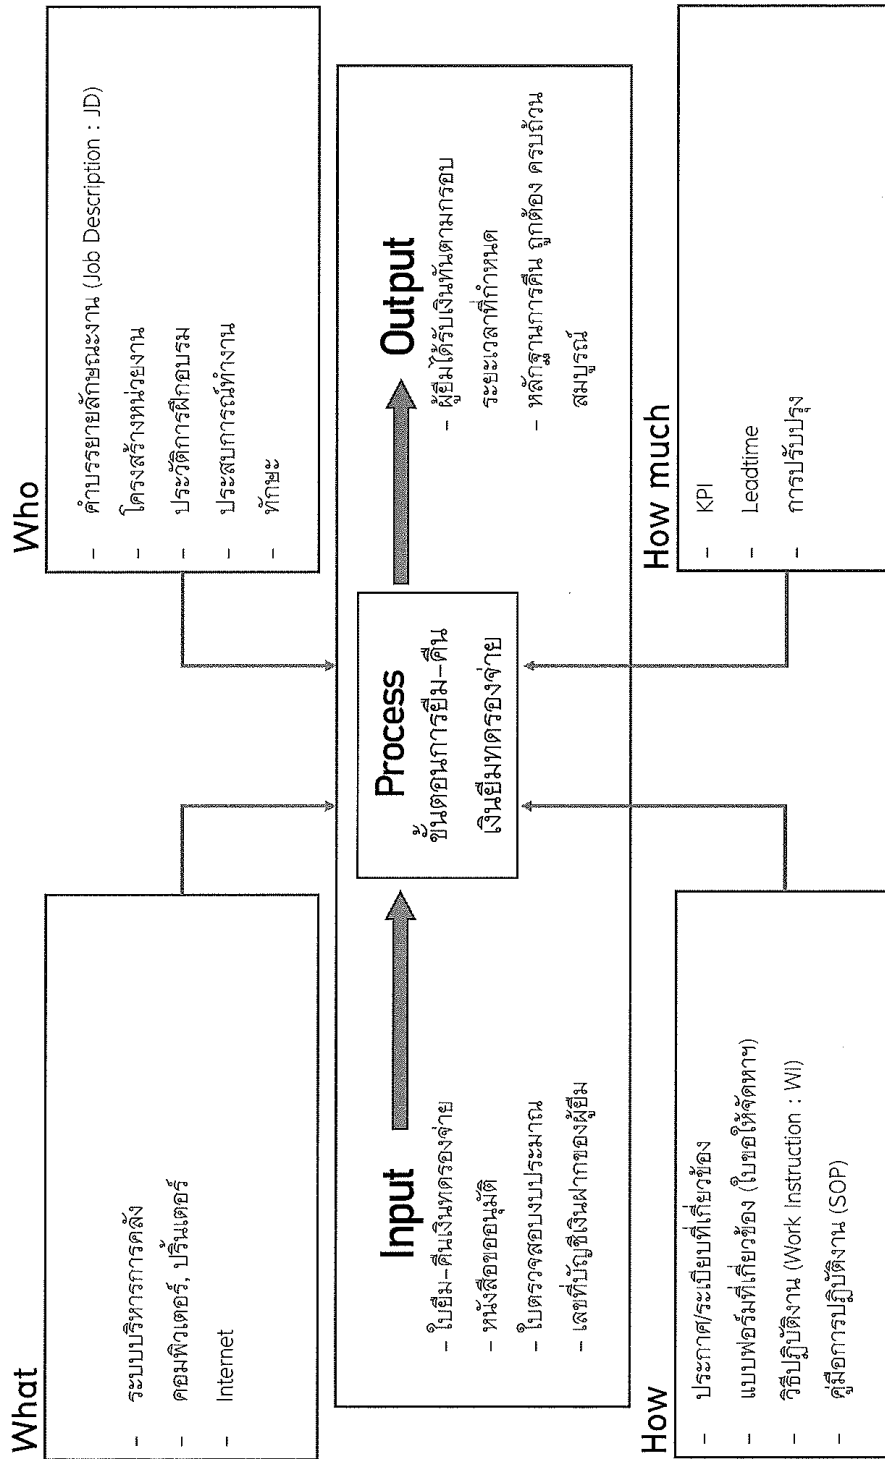 What
- ระบบบริหารการคลัง
- คอมพิวเตอร์, ปริ้นเตอร์
- Internet
Who
- คำบรรยายลักษณะงาน (Job Description : JD)
- โครงสร้างหน่วยงาน
- ประวัติการฝึกอบรม
- ประสบการณ์ทำงาน
- ทักษะ
Input
- ใบยืม-คืนเงินทดรองจ่าย
- หนังสือขออนุมัติ
- ใบตรวจสอบงบประมาณ
- เลขที่บัญชีเงินฝากของผู้ยืม
Process
ขั้นตอนการยืม-คืน
เงินยืมทดรองจ่าย
Output
- ผู้ยืมได้รับเงินทันตามกรอบ
ระยะเวลาที่กำหนด
- หลักฐานการคืน ถูกต้อง ครบถ้วน
สมบูรณ์
How
- ประกาศ/ระเบียบที่เกี่ยวข้อง
- แบบฟอร์มที่เกี่ยวข้อง (ใบขอให้จัดหาฯ)
- วิธีปฏิบัติงาน (Work Instruction : WI)
- คู่มือการปฏิบัติงาน (SOP)
How much
- KPI
- Leadtime
- การปรับปรุง